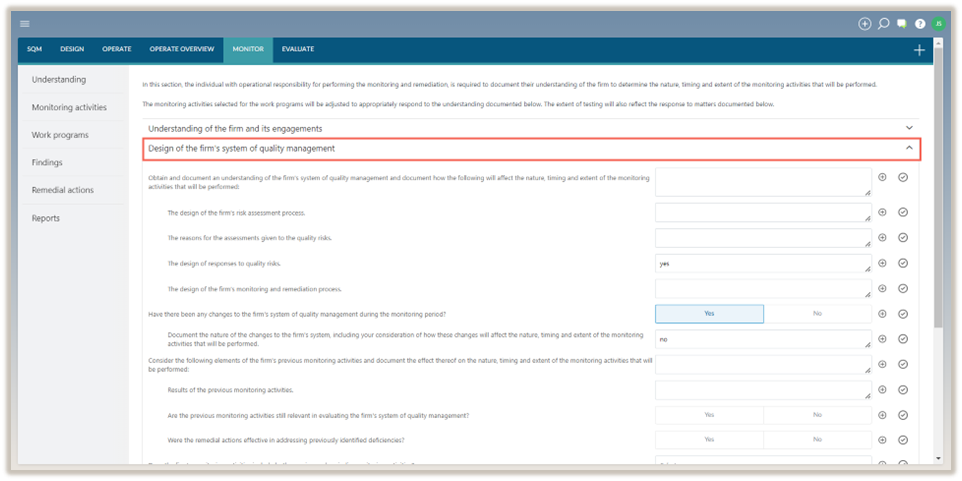 JS
SQM DESIGN OPERATE OPERATE OVERVIEW MONITOR EVALUATE
Understanding
Monitoring activities
Work programs
Findings
Remedial actions
Reports
In this section, the individual with operational responsibility for performing the monitoring and remediation, is required to document their understanding of the firm to determine the nature, timing and extent of the monitoring activities that will be performed.
The monitoring activities selected for the work programs will be adjusted to appropriately respond to the understanding documented below. The extent of testing will also reflect the response to matters documented below.
Understanding of the firm and its engagements
Design of the firm's system of quality management
Obtain and document an understanding of the firm's system of quality management and document how the following will affect the nature, timing and extent of the monitoring
activities that will be performed:
The design of the firm's risk assessment process.
The reasons for the assessments given to the quality risks.
The design of responses to quality risks. yes
The design of the firm's monitoring and remediation process.
Have there been any changes to the firm's system of quality management during the monitoring period? Yes No
Document the nature of the changes to the firm's system, including your consideration of how these changes will affect the nature, timing and extent of the monitoring
activities that will be performed. no
Consider the following elements of the firm's previous monitoring activities and document the effect thereof on the nature, timing and extent of the monitoring activities that will
be performed:
Results of the previous monitoring activities.
Are the previous monitoring activities still relevant in evaluating the firm's system of quality management? Yes No
Were the remedial actions effective in addressing previously identified deficiencies? Yes No